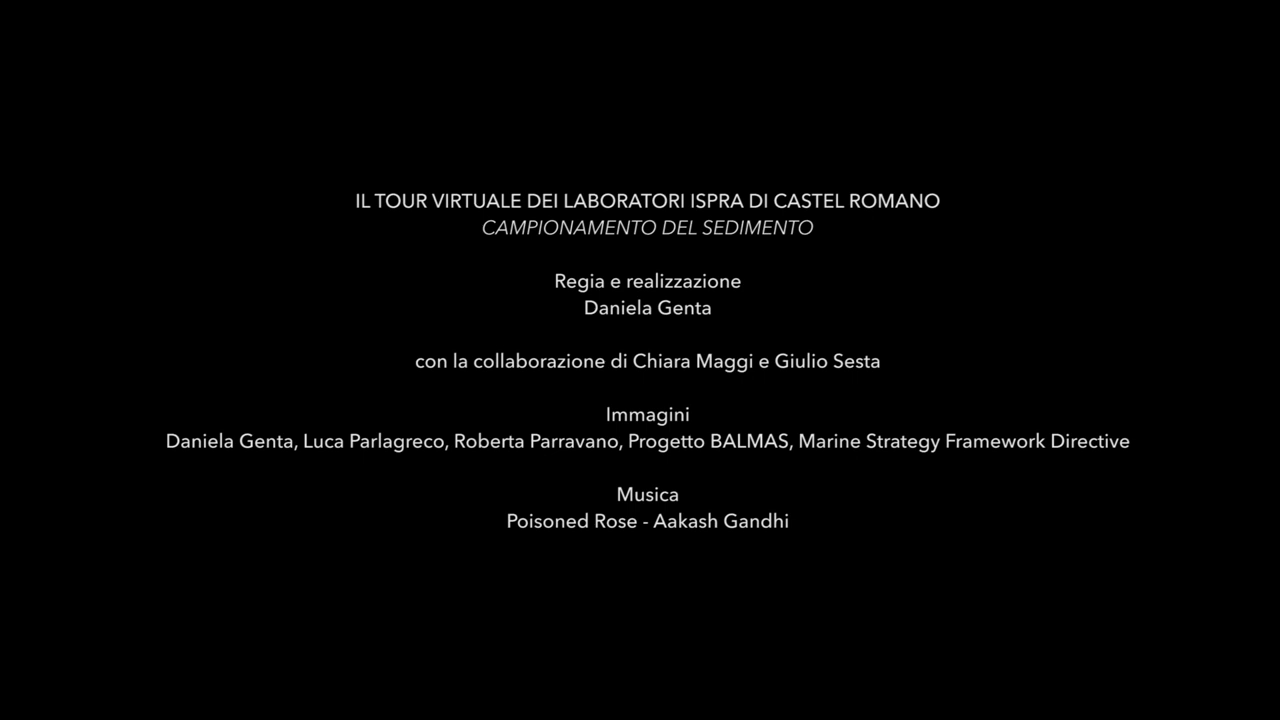 IL TOUR VIRTUALE DEI LABORATORI ISPRA DI CASTEL ROMANO
CAMPIONAMENTO DEL SEDIMENTO
Regia e realizzazione
Daniela Genta
con la collaborazione di Chiara Maggi e Giulio Sesta
Immagini
Daniela Genta, Luca Parlagreco, Roberta Parravano, Progetto BALMAS, Marine Strategy Framework Directive
Musica
Poisoned Rose - Aakash Gandhi